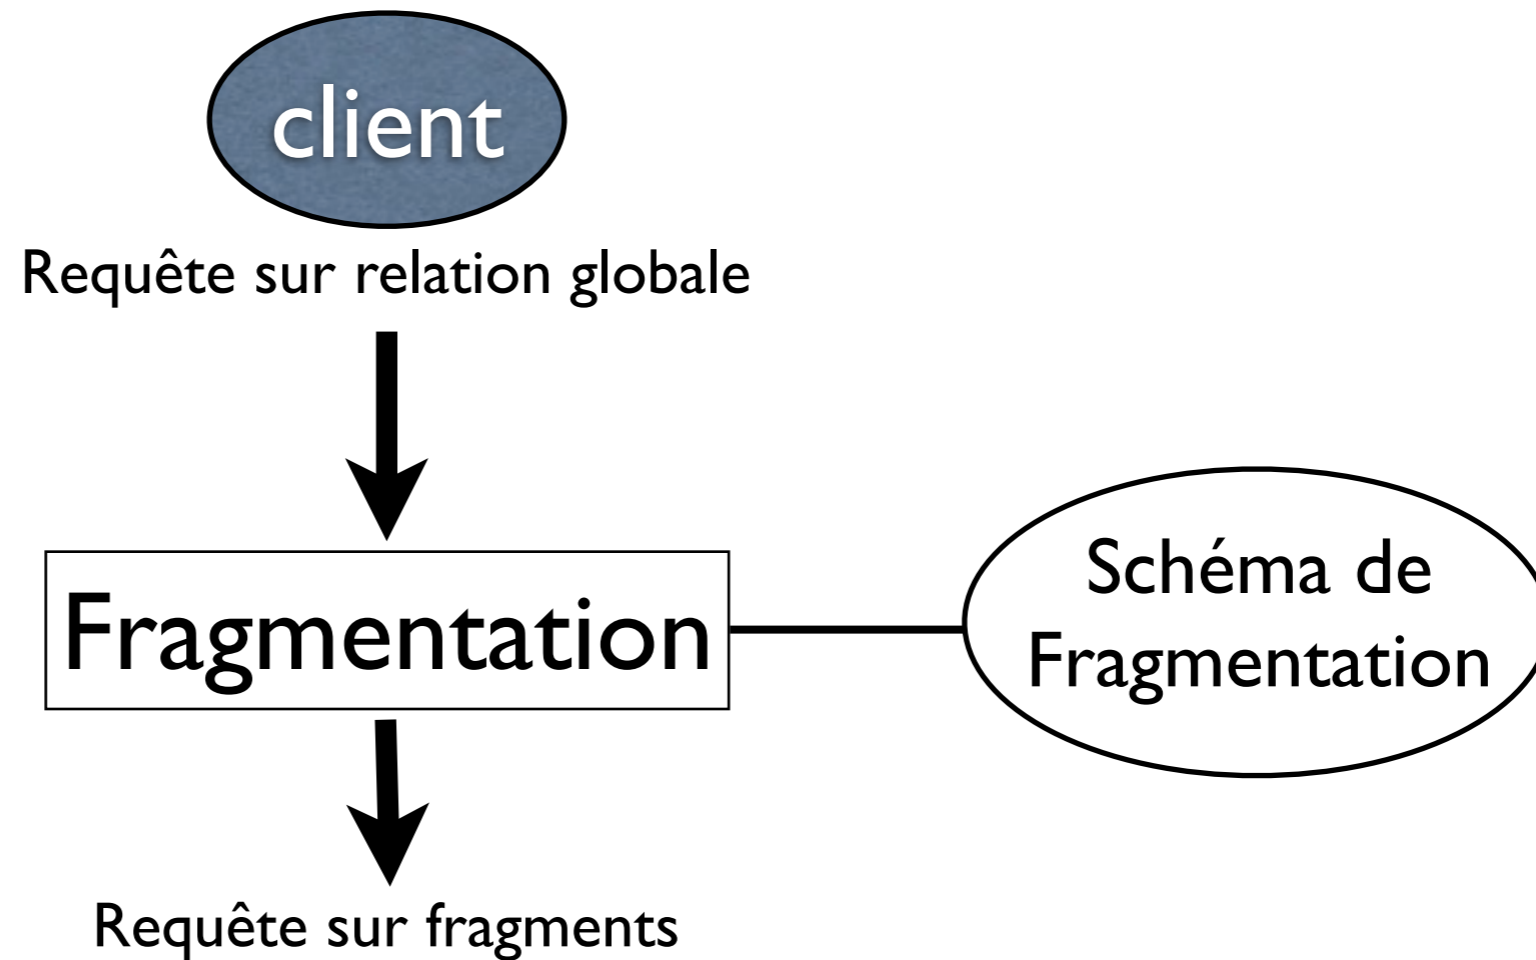 client
Requête sur relation globale
Fragmentation
Schéma de
Fragmentation
Requête sur fragments